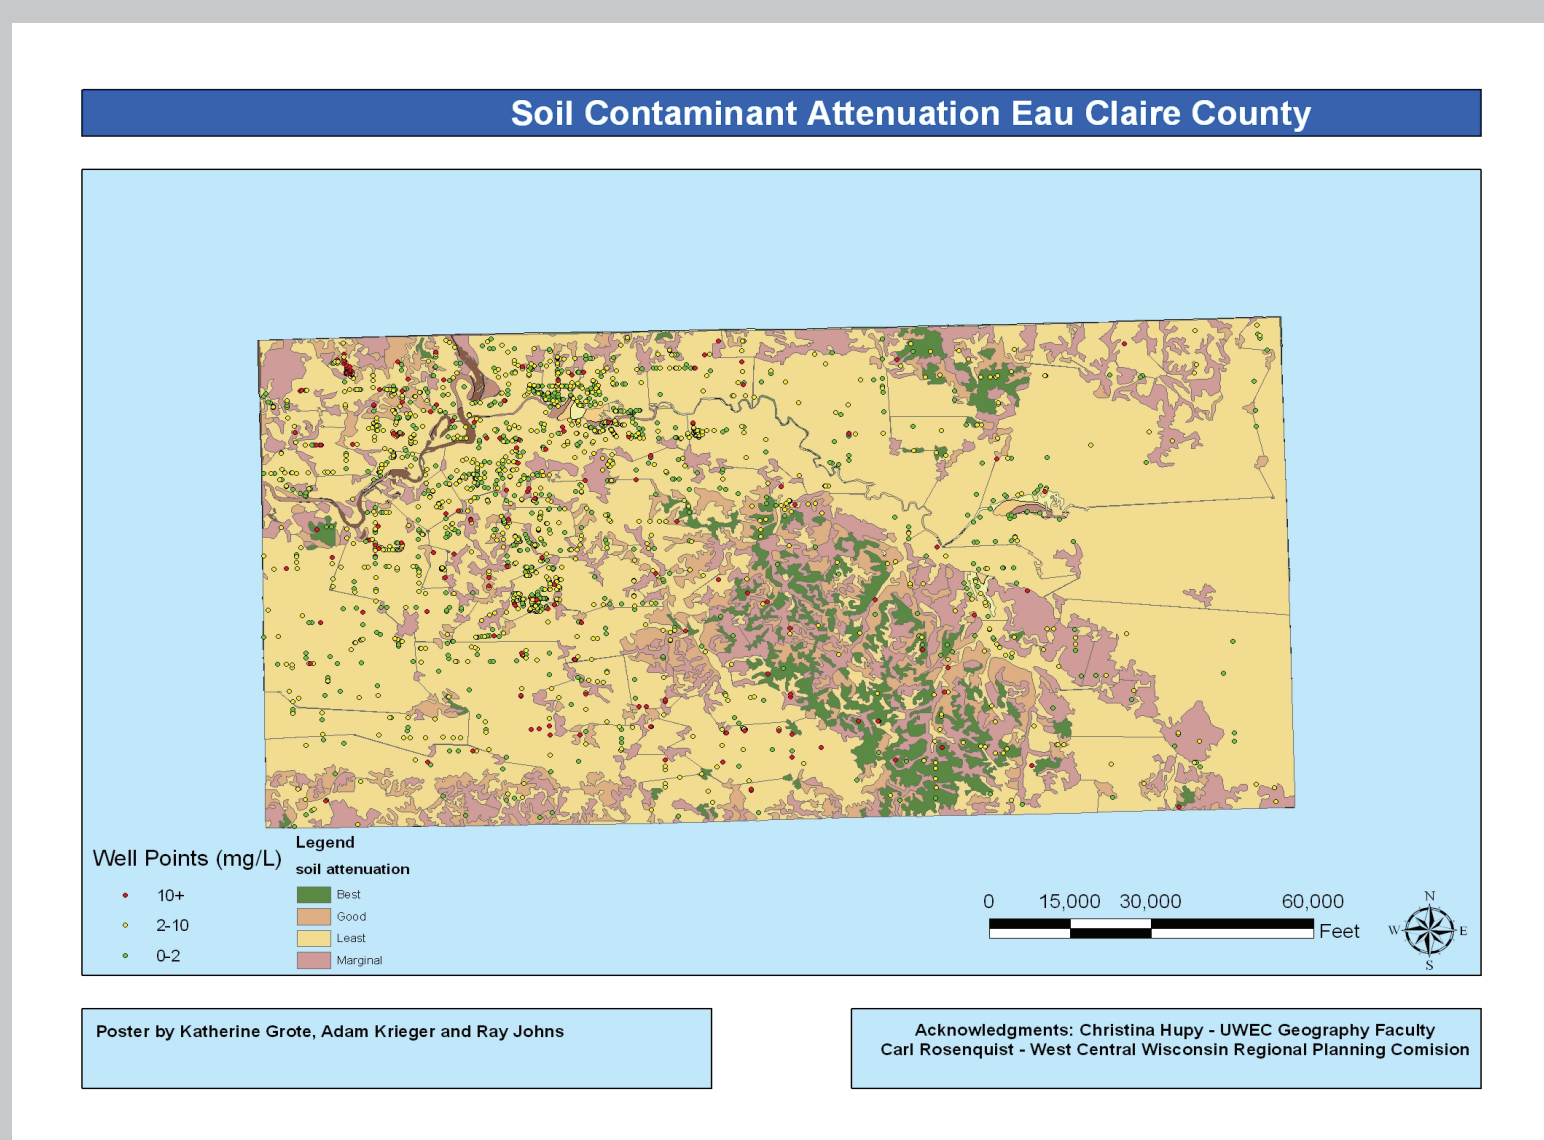 Soil Contaminant Attenuation Eau Claire County
Well Points (mg/L)
10+
2-10
0-2
Legend
soil attenuation
Best
Good
Least
Marginal
0 15,000 30,000 60,000
Feet
N
W E
S
Poster by Katherine Grote, Adam Krieger and Ray Johns
Acknowledgments: Christina Hupy - UWEC Geography Faculty
Carl Rosenquist - West Central Wisconsin Regional Planning Comision